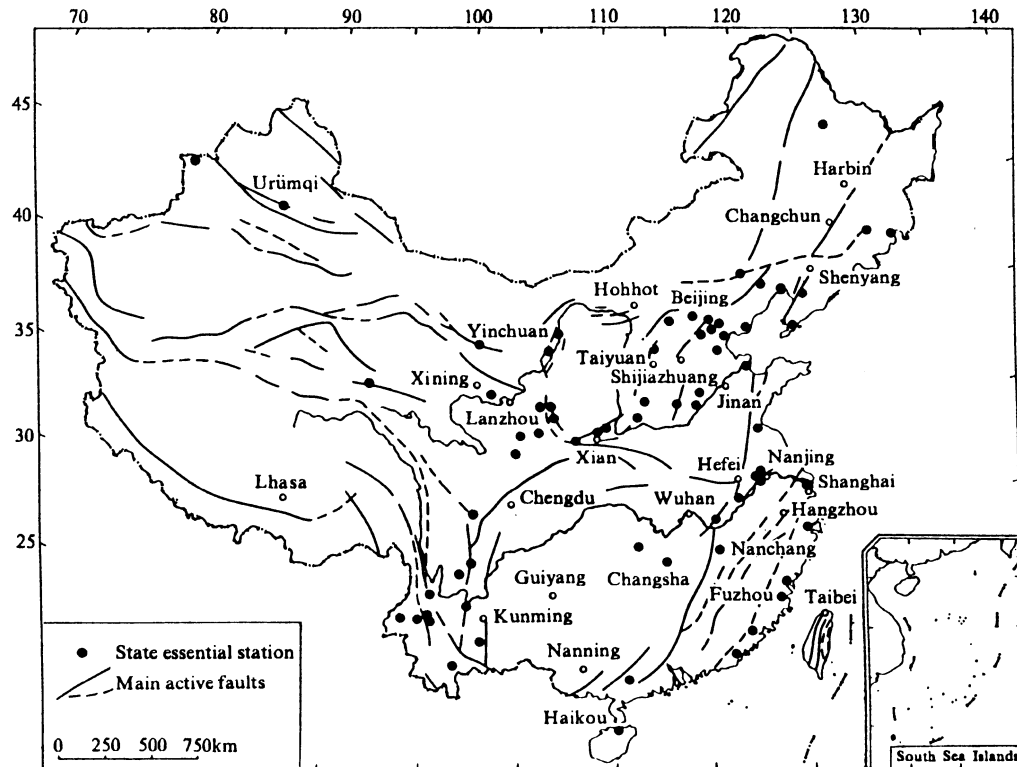 70 80 90 100 110 120 130 140
45
Harbin
Urümqi
Changchun
40
Shenyang
Hohhot
Beijing
35
Yinchuan
Taiyuan
Xining
Shijiazhuang
Jinan
Lanzhou
30
Xian
Hefei
Nanjing
Lhasa
Shanghai
Chengdu
Wuhan
Hangzhou
25
Nanchang
Guiyang
Changsha
Fuzhou
Taibei
Kunming
State essential station
Nanning
Main active faults
Haikou
0 250 500 750km
South Sea Islands